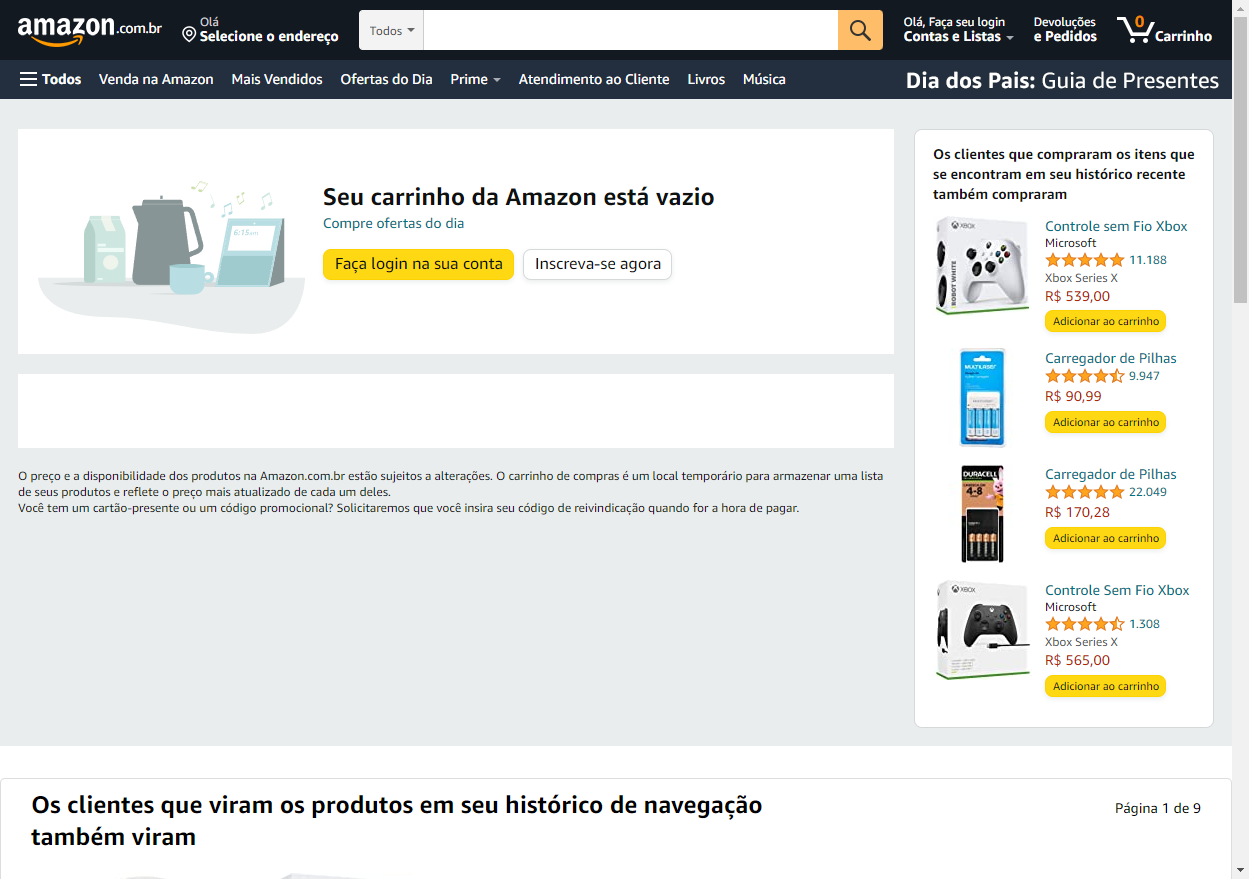 amazon.com.br
Olá
Selecione o endereço
Todos
Olá, Faça seu login
Contas e Listas
Devoluções
e Pedidos
0
Carrinho
Todos
Venda na Amazon
Mais Vendidos
Ofertas do Dia
Prime
Atendimento ao Cliente
Livros
Música
Dia dos Pais: Guia de Presentes
6:15am
Seu carrinho da Amazon está vazio
Compre ofertas do dia
Faça login na sua conta
Inscreva-se agora
O preço e a disponibilidade dos produtos na Amazon.com.br estão sujeitos a alterações. O carrinho de compras é um local temporário para armazenar uma lista
de seus produtos e reflete o preço mais atualizado de cada um deles.
Você tem um cartão-presente ou um código promocional? Solicitaremos que você insira seu código de reivindicação quando for a hora de pagar.
Os clientes que compraram os itens que
se encontram em seu histórico recente
também compraram
XBOX
ROBOT WHITE
Controle sem Fio Xbox
Microsoft
11.188
Xbox Series X
R$ 539,00
Adicionar ao carrinho
MULTILASER
Carregador de Pilhas
9.947
R$ 90,99
Adicionar ao carrinho
DURACELL
4-8
Carregador de Pilhas
22.049
R$ 170,28
Adicionar ao carrinho
XBOX
Controle Sem Fio Xbox
Microsoft
1.308
Xbox Series X
R$ 565,00
Adicionar ao carrinho
Os clientes que viram os produtos em seu histórico de navegação
também viram
Página 1 de 9